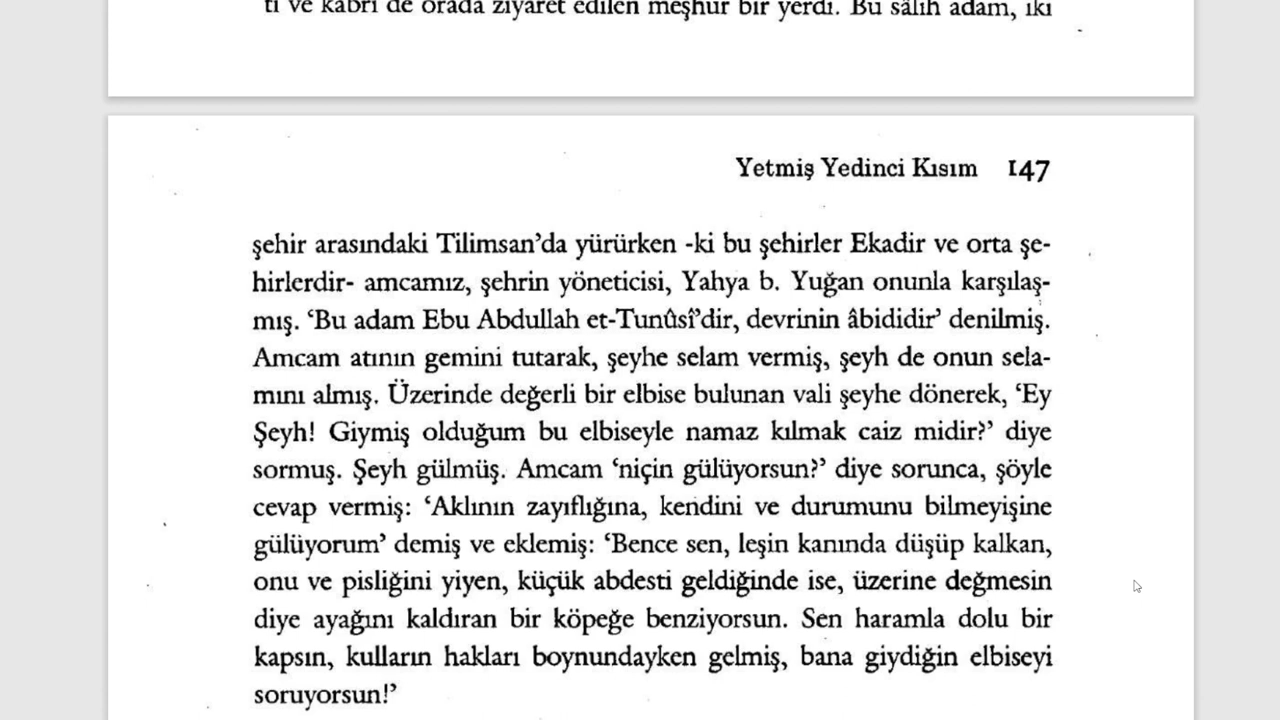 ti ve kabri de orada ziyaret edilen meşhur bir yerdi. Bu sâlih adam, iki
Yetmiş Yedinci Kısım 147
şehir arasındaki Tilimsan’da yürürken -ki bu şehirler Ekadir ve orta şe-
hirlerdir- amcamız, şehrin yöneticisi, Yahya b. Yuğan onunla karşılaş-
mış. ‘Bu adam Ebu Abdullah et-Tunûsî’dir, devrinin âbididir’ denilmiş.
Amcam atının gemini tutarak, şeyhe selam vermiş, şeyh de onun sela-
mını almış. Üzerinde değerli bir elbise bulunan vali şeyhe dönerek, ‘Ey
Şeyh! Giymiş olduğum bu elbiseyle namaz kılmak caiz midir?’ diye
sormuş. Şeyh gülmüş. Amcam ‘niçin gülüyorsun?’ diye sorunca, şöyle
cevap vermiş: ‘Aklının zayıflığına, kendini ve durumunu bilmeyişine
gülüyorum’ demiş ve eklemiş: ‘Bence sen, leşin kanında düşüp kalkan,
onu ve pisliğini yiyen, küçük abdesti geldiğinde ise, üzerine değmesin
diye ayağını kaldıran bir köpeğe benziyorsun. Sen haramla dolu bir
kapsın, kulların hakları boynundayken gelmiş, bana giydiğin elbiseyi
soruyorsun!’